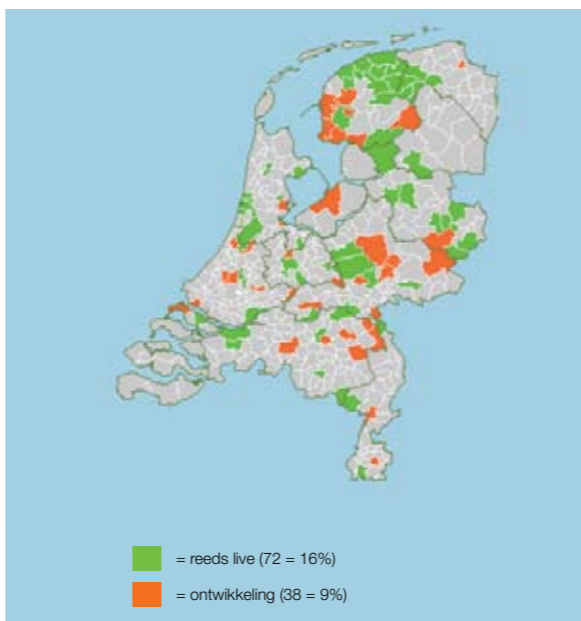 = reeds live (72 = 16%)
= ontwikkeling (38 = 9%)